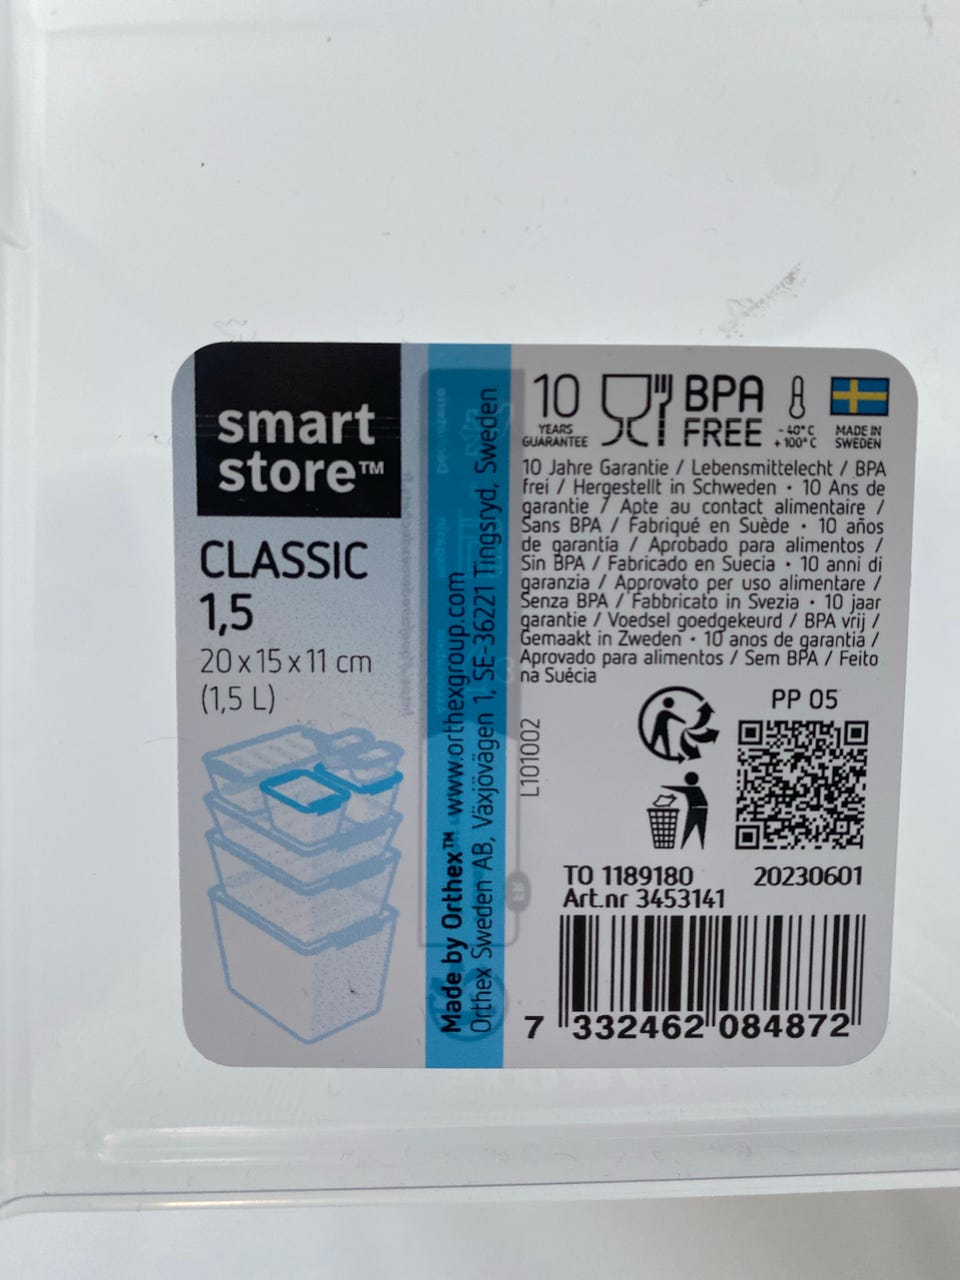 smart
store™
CLASSIC
1,5
20 x 15 x 11 cm
(1,5 L)
Made by Orthex™ www.orthexgroup.com
Orthex Sweden AB, Växjövägen 1, SE-36221 Tingsryd, Sweden
10
YEARS
GUARANTEE
BPA
FREE
- 40° C
+ 100° C
MADE IN
SWEDEN
10 Jahre Garantie / Lebensmittelecht / BPA
frei / Hergestellt in Schweden • 10 Ans de
garantie / Apte au contact alimentaire /
Sans BPA / Fabriqué en Suède • 10 años
de garantía / Aprobado para alimentos /
Sin BPA / Fabricado en Suecia • 10 anni di
garanzia / Approvato per uso alimentare /
Senza BPA / Fabbricato in Svezia • 10 jaar
garantie / Voedsel goedgekeurd / BPA vrij /
Gemaakt in Zweden • 10 anos de garantia /
Aprovado para alimentos / Sem BPA / Feito
na Suécia
L101002
PP 05
TO 1189180 20230601
Art.nr 3453141
7 332462 084872